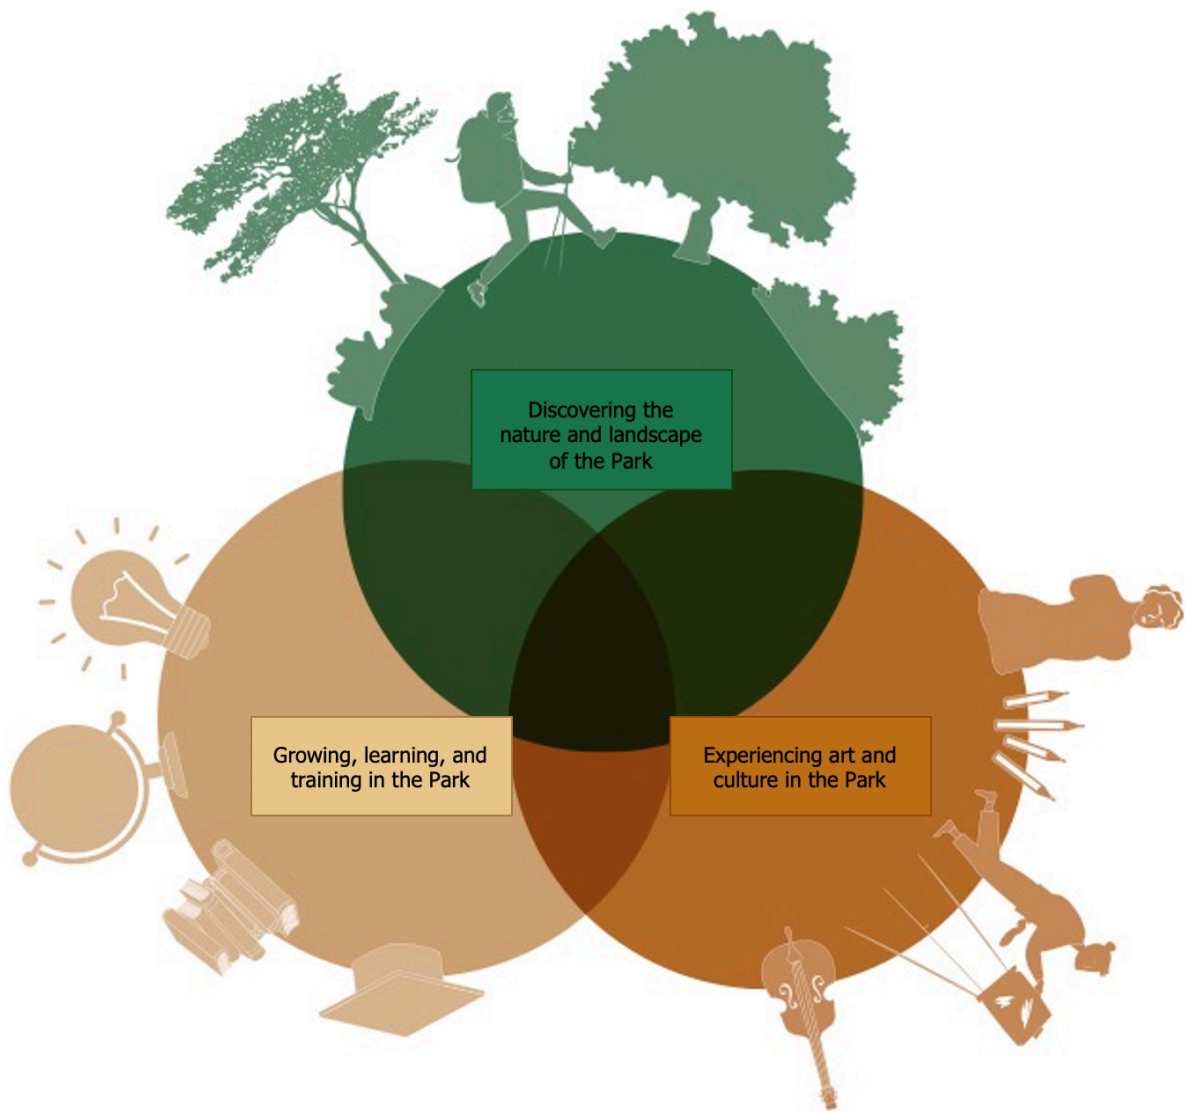 Discovering the
nature and landscape
of the Park
Growing, learning, and
training in the Park
Experiencing art and
culture in the Park